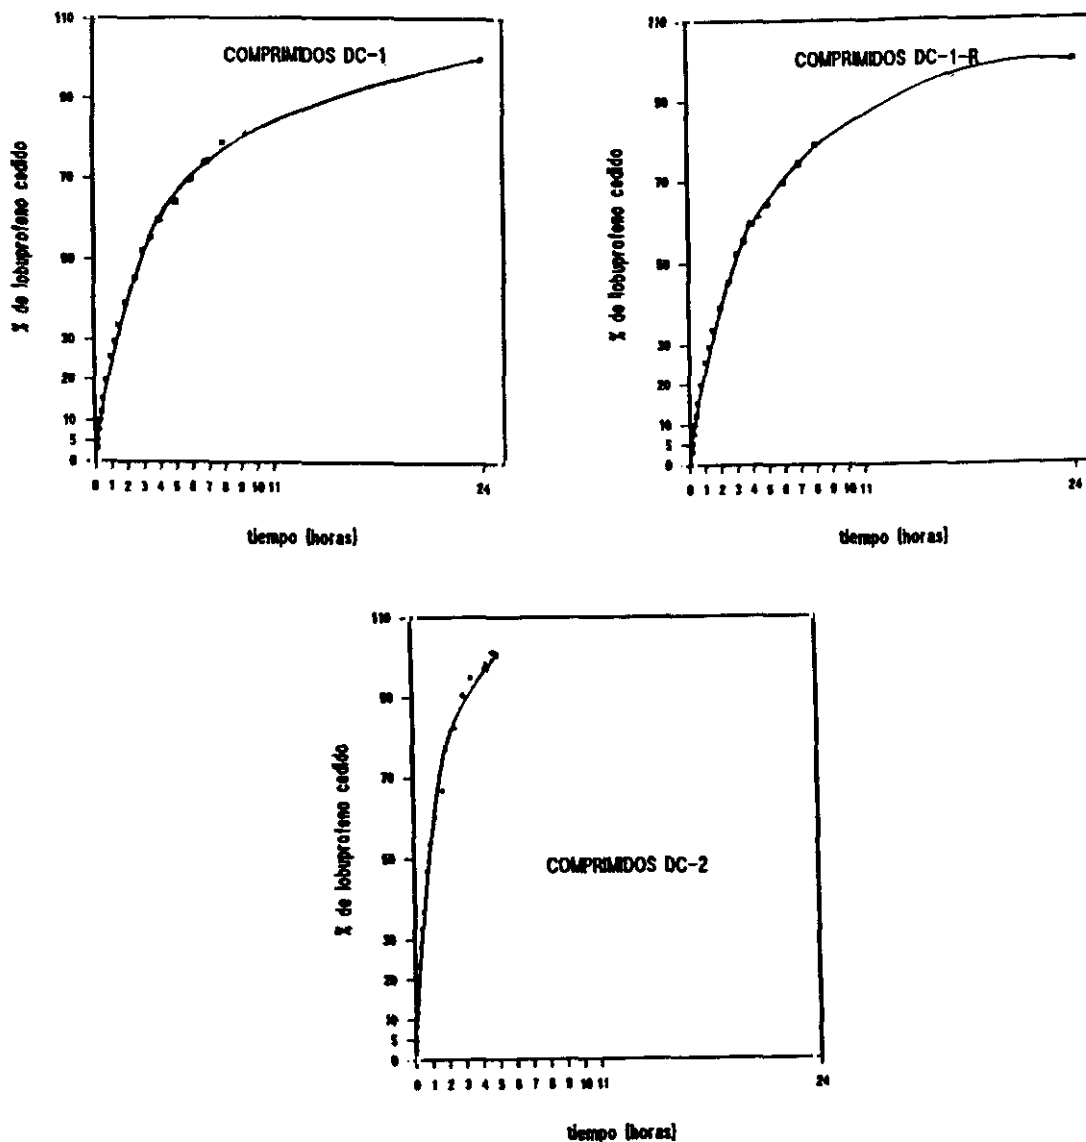 COMPRIMIDOS DC-1
% de lobuprofeno cedido
110
90
70
50
30
20
10
5
0
0 1 2 3 4 5 6 7 8 9 10 11 24
tiempo (horas)
COMPRIMIDOS DC-1-R
% de lobuprofeno cedido
110
90
70
50
30
20
10
5
0
0 1 2 3 4 5 6 7 8 9 10 11 24
tiempo (horas)
COMPRIMIDOS DC-2
% de lobuprofeno cedido
110
90
70
50
30
20
10
5
0
0 1 2 3 4 5 6 7 8 9 10 11 24
tiempo (horas)